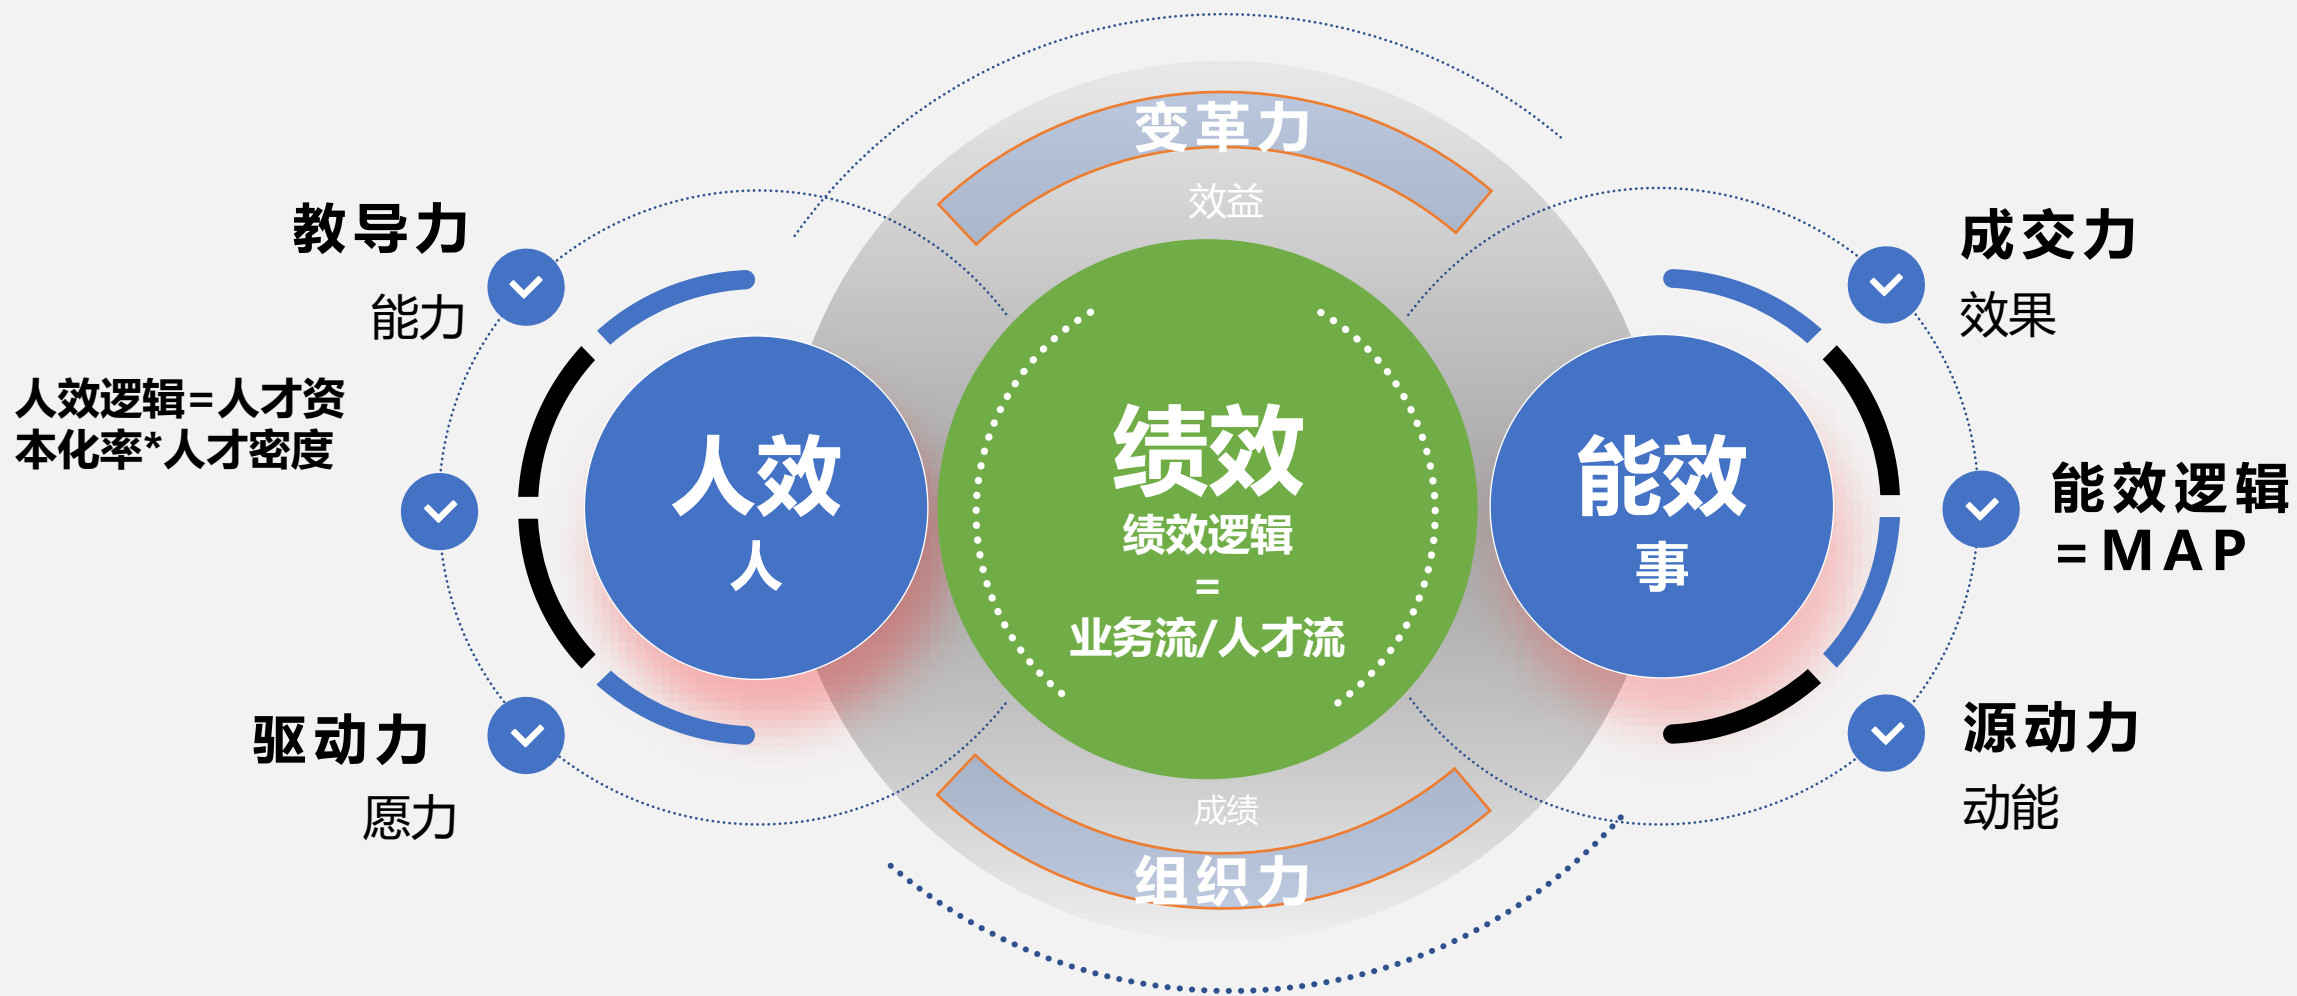 变革力
效益
教导力
能力
人效逻辑=人才资
本化率*人才密度
驱动力
愿力
人效
人
绩效
绩效逻辑
=
业务流/人才流
能效
事
成交力
效果
能效逻辑
=MAP
源动力
动能
成绩
组织力